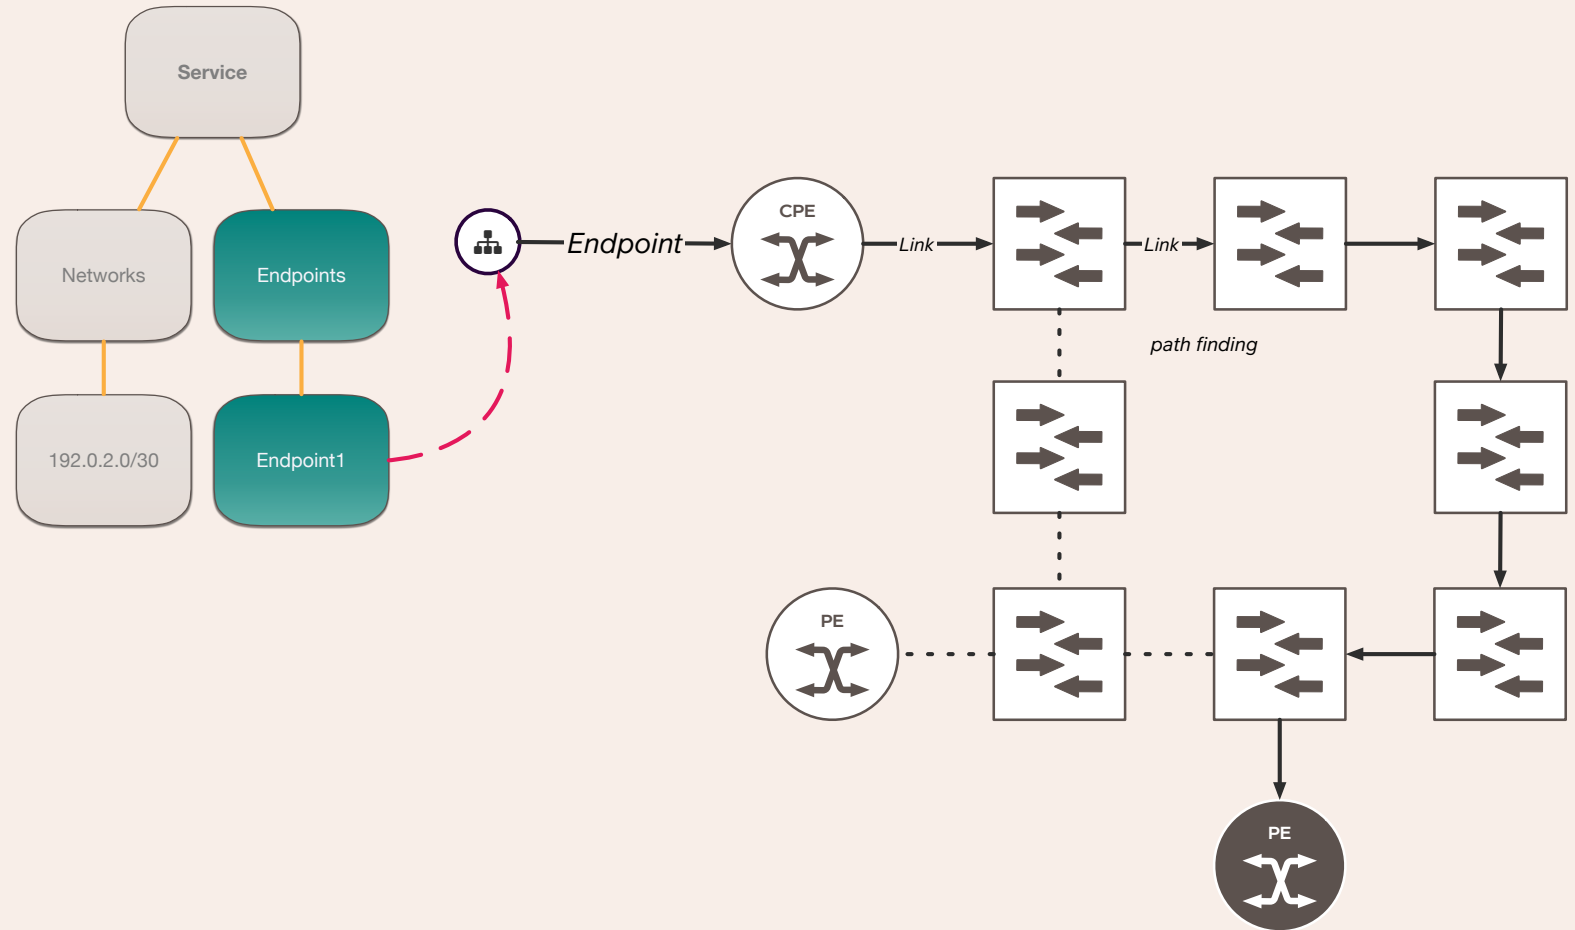 Service
Networks
Endpoints
192.0.2.0/30
Endpoint1
Endpoint
CPE
Link
Link
path finding
PE
PE